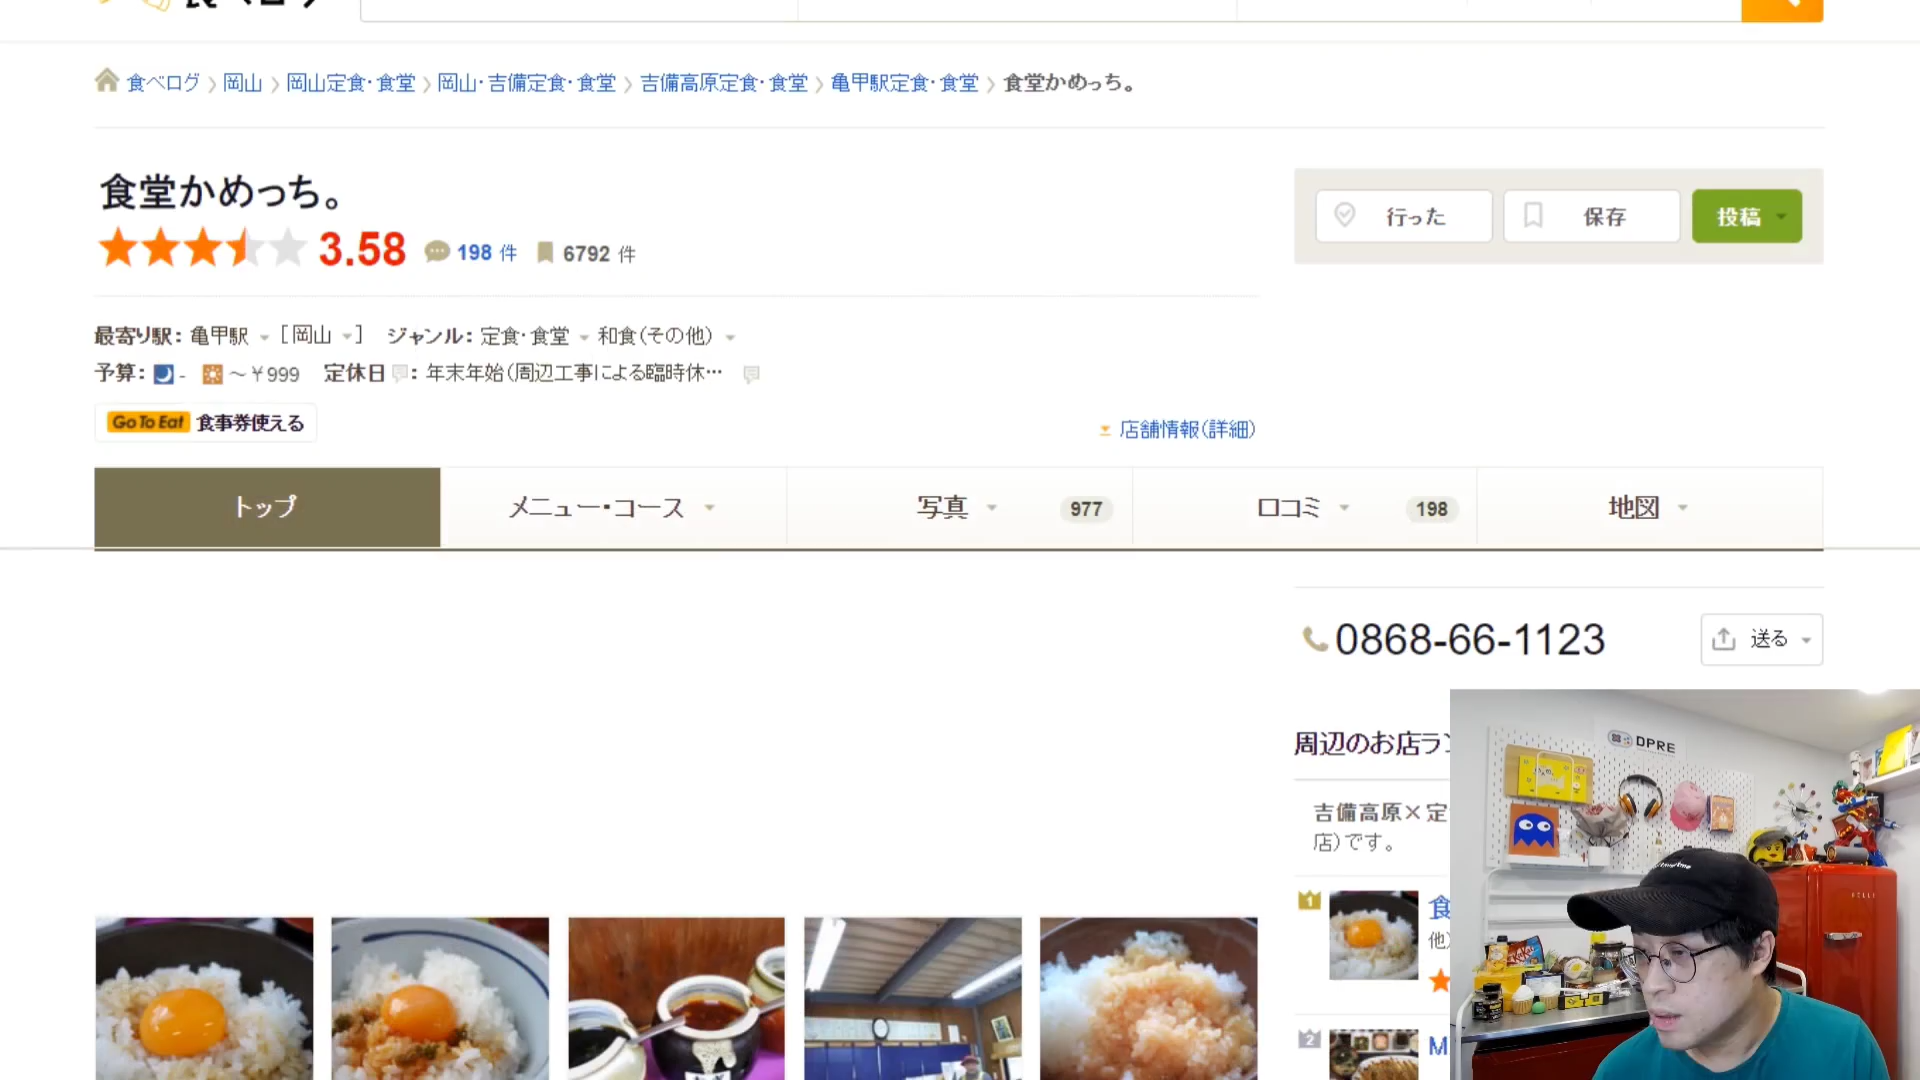 食べログ 岡山 岡山定食・食堂 岡山・吉備定食・食堂 吉備高原定食・食堂 亀甲駅定食・食堂 食堂かめっち。
食堂かめっち。
行った 保存 投稿
3.58 198 件 6792 件
最寄り駅: 亀甲駅 [岡山] ジャンル: 定食・食堂 和食(その他)
予算: - ～¥999 定休日: 年末年始(周辺工事による臨時休…
Go To Eat 食事券使える
店舗情報(詳細)
トップ メニュー・コース 写真 977 口コミ 198 地図
0868-66-1123 送る
周辺のお店ラン
吉備高原×定
店)です。
1 食
他)
2 M
DPRE